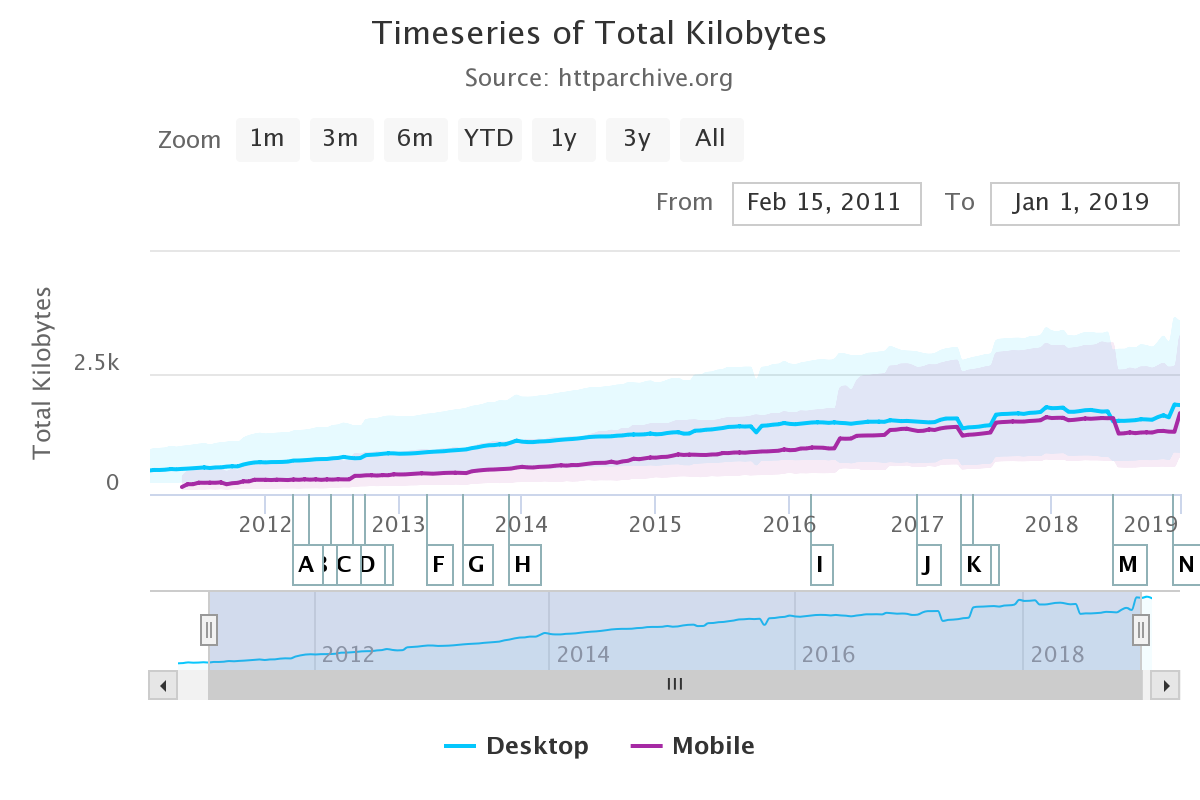 Timeseries of Total Kilobytes
Source: httparchive.org
Zoom 1m 3m 6m YTD 1y 3y All
From Feb 15, 2011 To Jan 1, 2019
Total Kilobytes
2.5k
0
2012 2013 2014 2015 2016 2017 2018 2019
A C D F G H I J K M N
2012 2014 2016 2018
Desktop Mobile